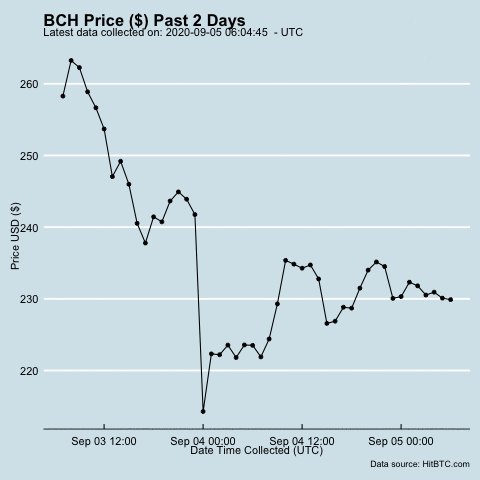 BCH Price ($) Past 2 Days
Latest data collected on: 2020-09-05 06:04:45  - UTC
260
250
240
230
220
Price USD ($)
Sep 03 12:00 Sep 04 00:00 Sep 04 12:00 Sep 05 00:00
Date Time Collected (UTC)
Data source: HitBTC.com